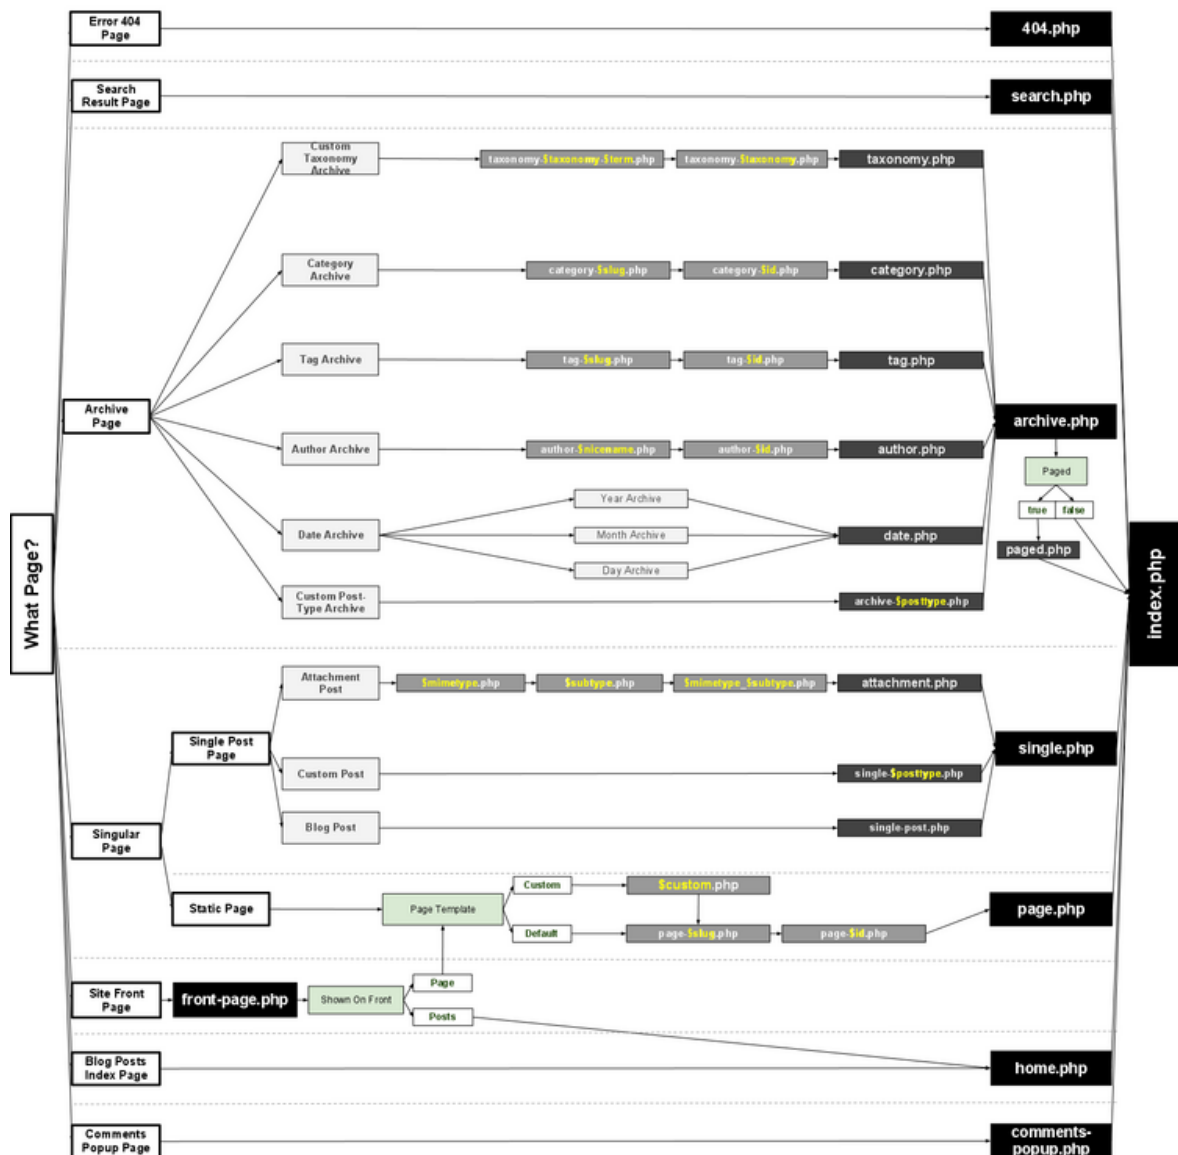 Error 404
Page
404.php
Search
Result Page
search.php
Custom
Taxonomy
Archive
taxonomy-$taxonomy-$term.php
taxonomy-$taxonomy.php
taxonomy.php
Category
Archive
category-$slug.php
category-$id.php
category.php
Tag Archive
tag-$slug.php
tag-$id.php
tag.php
Archive
Page
archive.php
Author Archive
author-$nicename.php
author-$id.php
author.php
Paged
true
false
paged.php
Date Archive
Year Archive
Month Archive
Day Archive
date.php
Custom Post-
Type Archive
archive-$posttype.php
What Page?
index.php
Attachment
Post
$mimetype.php
$subtype.php
$mimetype_$subtype.php
attachment.php
Single Post
Page
single.php
Custom Post
single-$posttype.php
Blog Post
single-post.php
Singular
Page
Static Page
Page Template
Custom
$custom.php
Default
page-$slug.php
page-$id.php
page.php
Site Front
Page
front-page.php
Shown On Front
Page
Posts
Blog Posts
Index Page
home.php
Comments
Popup Page
comments-
popup.php